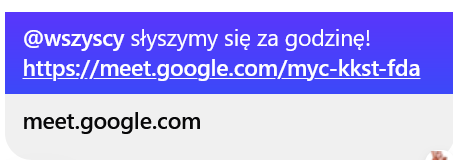 @wszyscy słyszymy się za godzinę!
https://meet.google.com/myc-kkst-fda
meet.google.com